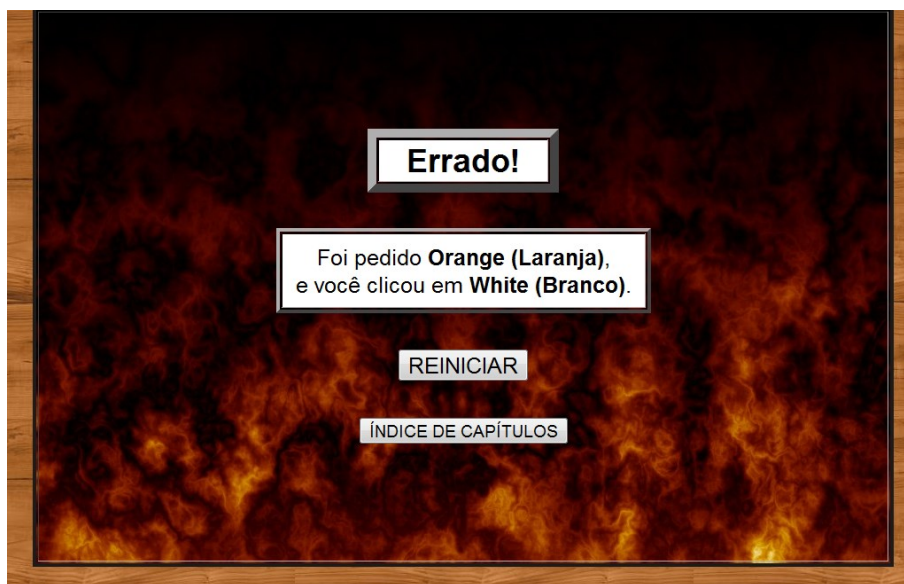 Errado!
Foi pedido Orange (Laranja),
e você clicou em White (Branco).
REINICIAR
ÍNDICE DE CAPÍTULOS